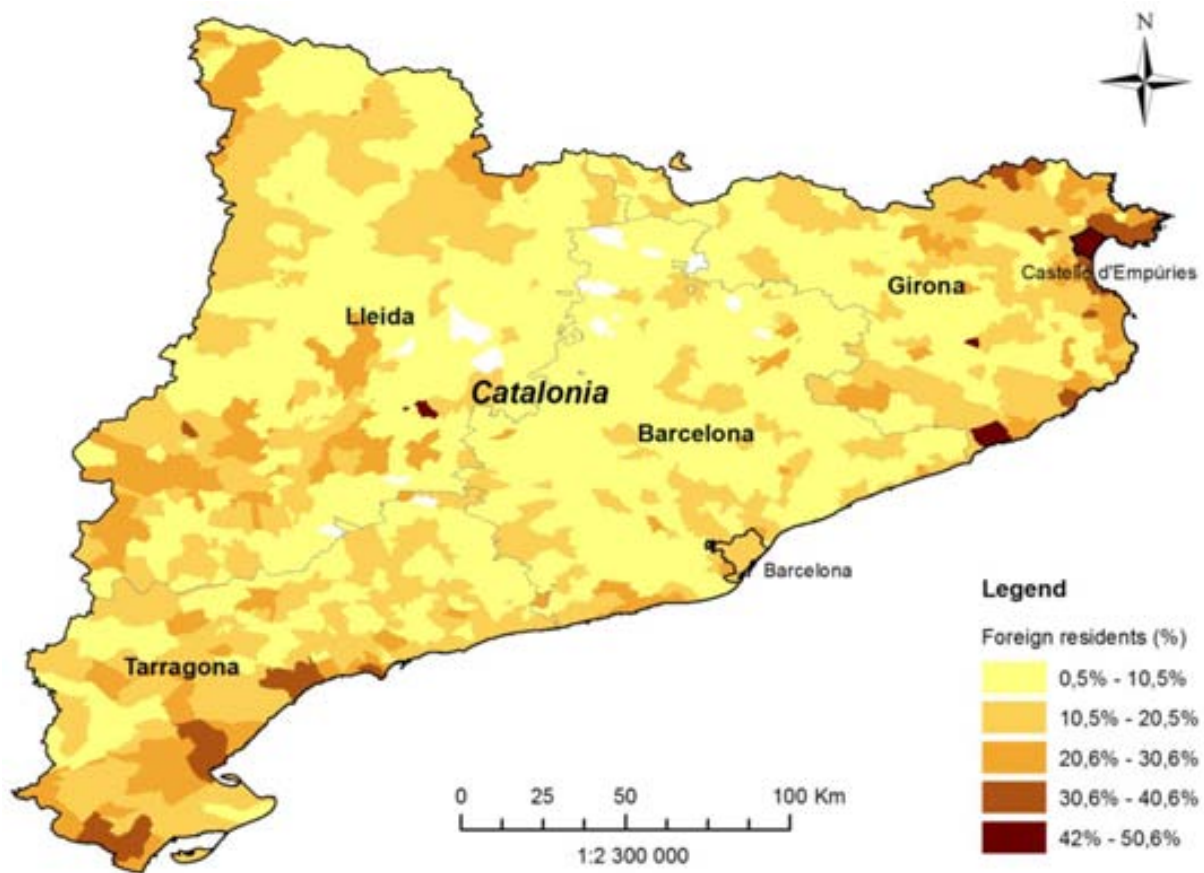 N
Castelló d'Empúries
Girona
Lleida
Catalonia
Barcelona
Barcelona
Legend
Foreign residents (%)
Tarragona
0,5% - 10,5%
10,5% - 20,5%
20,6% - 30,6%
30,6% - 40,6%
42% - 50,6%
0 25 50 100 Km
1:2 300 000